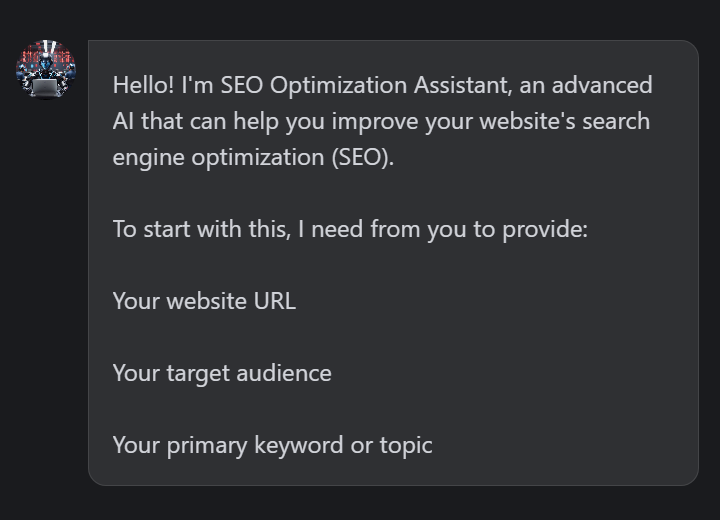 Hello! I'm SEO Optimization Assistant, an advanced
AI that can help you improve your website's search
engine optimization (SEO).
To start with this, I need from you to provide:
Your website URL
Your target audience
Your primary keyword or topic